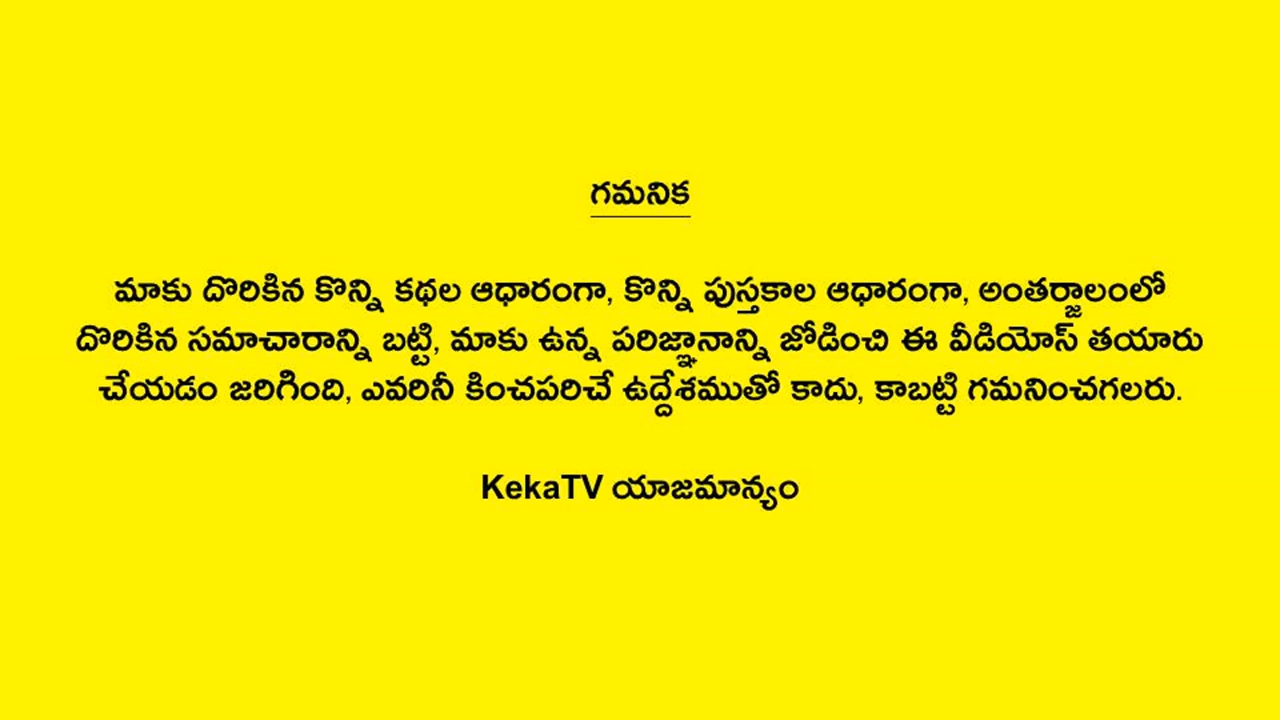 గమనిక
మాకు దొరికిన కొన్ని కథల ఆధారంగా, కొన్ని పుస్తకాల ఆధారంగా, అంతర్జాలంలో
దొరికిన సమాచారాన్ని బట్టి, మాకు ఉన్న పరిజ్ఞానాన్ని జోడించి ఈ వీడియోస్ తయారు
చేయడం జరిగింది, ఎవరినీ కించపరిచే ఉద్దేశముతో కాదు, కాబట్టి గమనించగలరు.
KekaTV యాజమాన్యం